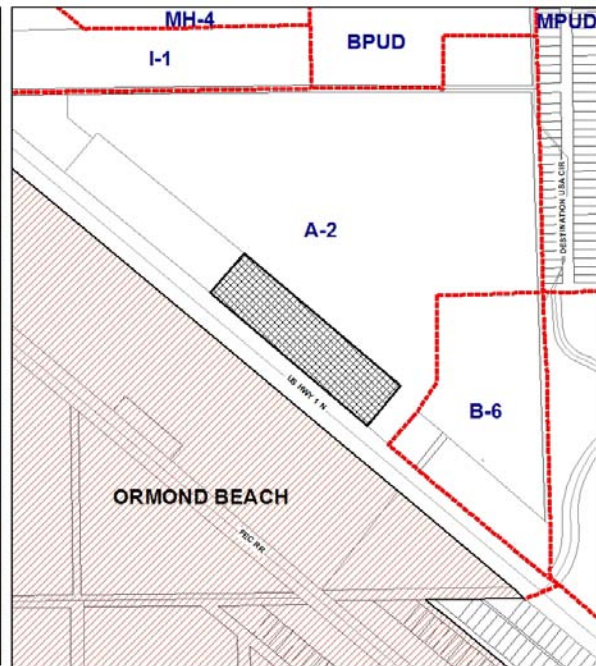 MH-4
MPUD
BPUD
I-1
DESTINATION USA CIR
A-2
US HWY 1 N
B-6
ORMOND BEACH
FEC RR